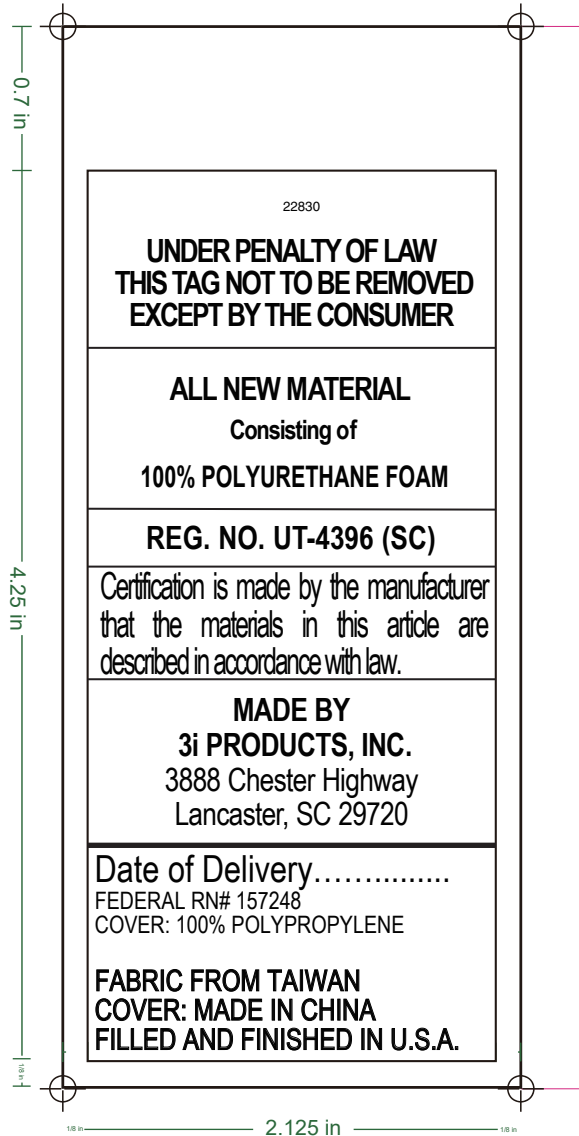 0.7 in
22830
UNDER PENALTY OF LAW
THIS TAG NOT TO BE REMOVED
EXCEPT BY THE CONSUMER
ALL NEW MATERIAL
Consisting of
100% POLYURETHANE FOAM
REG. NO. UT-4396 (SC)
Certification is made by the manufacturer
that the materials in this article are
described in accordance with law.
4.25 in
MADE BY
3i PRODUCTS, INC.
3888 Chester Highway
Lancaster, SC 29720
Date of Delivery...............
FEDERAL RN# 157248
COVER: 100% POLYPROPYLENE
FABRIC FROM TAIWAN
COVER: MADE IN CHINA
FILLED AND FINISHED IN U.S.A.
1/8 in
1/8 in
2.125 in
1/8 in